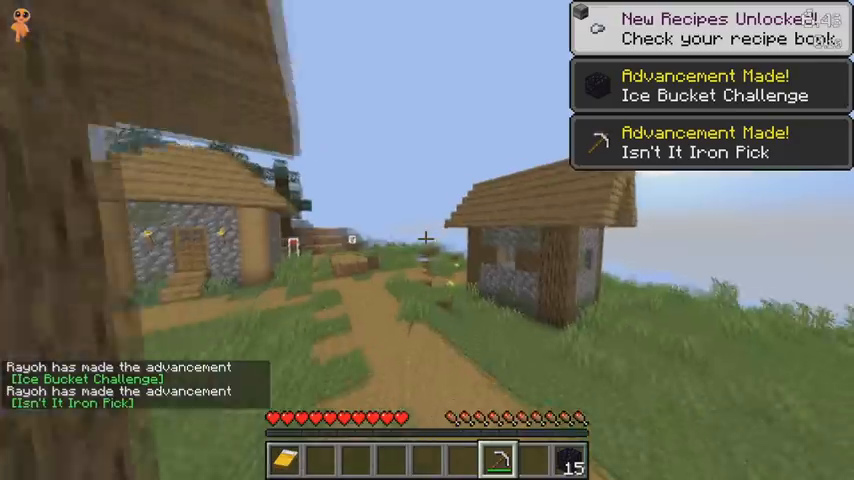 New Recipes Unlocked!
Check your recipe book
Advancement Made!
Ice Bucket Challenge
Advancement Made!
Isn't It Iron Pick
Rayoh has made the advancement
[Ice Bucket Challenge]
Rayoh has made the advancement
[Isn't It Iron Pick]
15